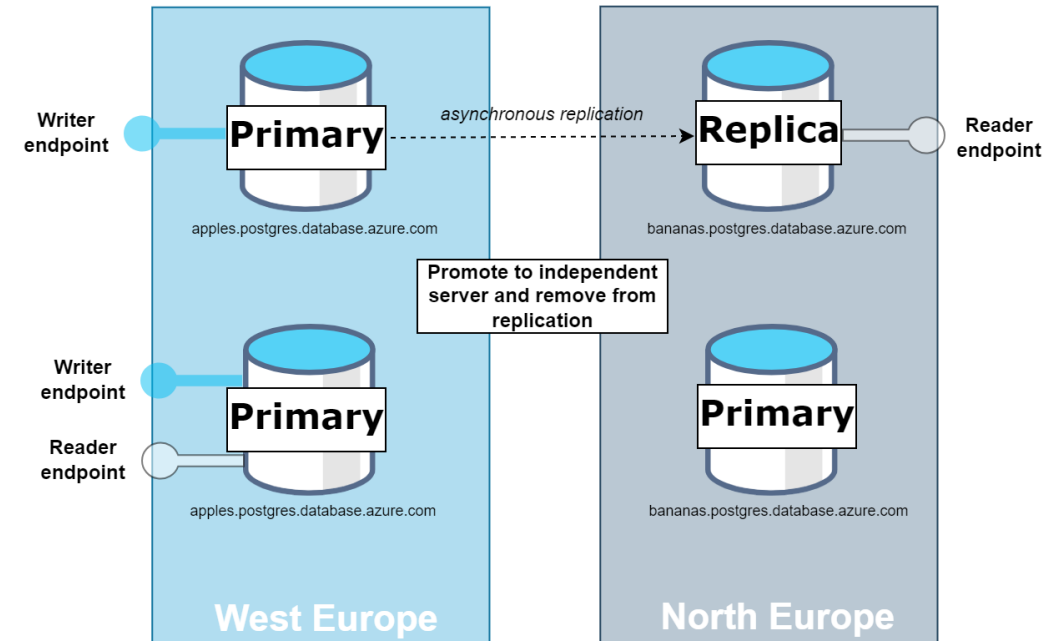 Writer
endpoint
Primary
asynchronous replication
Replica
Reader
endpoint
apples.postgres.database.azure.com
bananas.postgres.database.azure.com
Promote to independent
server and remove from
replication
Writer
endpoint
Reader
endpoint
Primary
Primary
apples.postgres.database.azure.com
bananas.postgres.database.azure.com
West Europe
North Europe